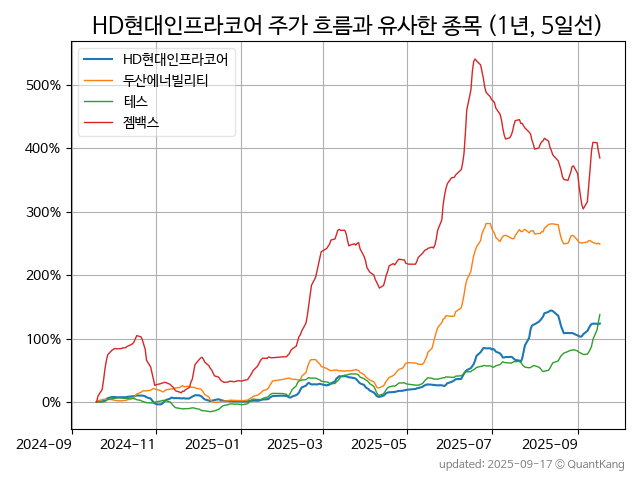 HD현대인프라코어 주가 흐름과 유사한 종목 (1년, 5일선)
HD현대인프라코어
두산에너빌리티
테스
젬백스
500%
400%
300%
200%
100%
0%
2024-09 2024-11 2025-01 2025-03 2025-05 2025-07 2025-09
updated: 2025-09-17 © QuantKang